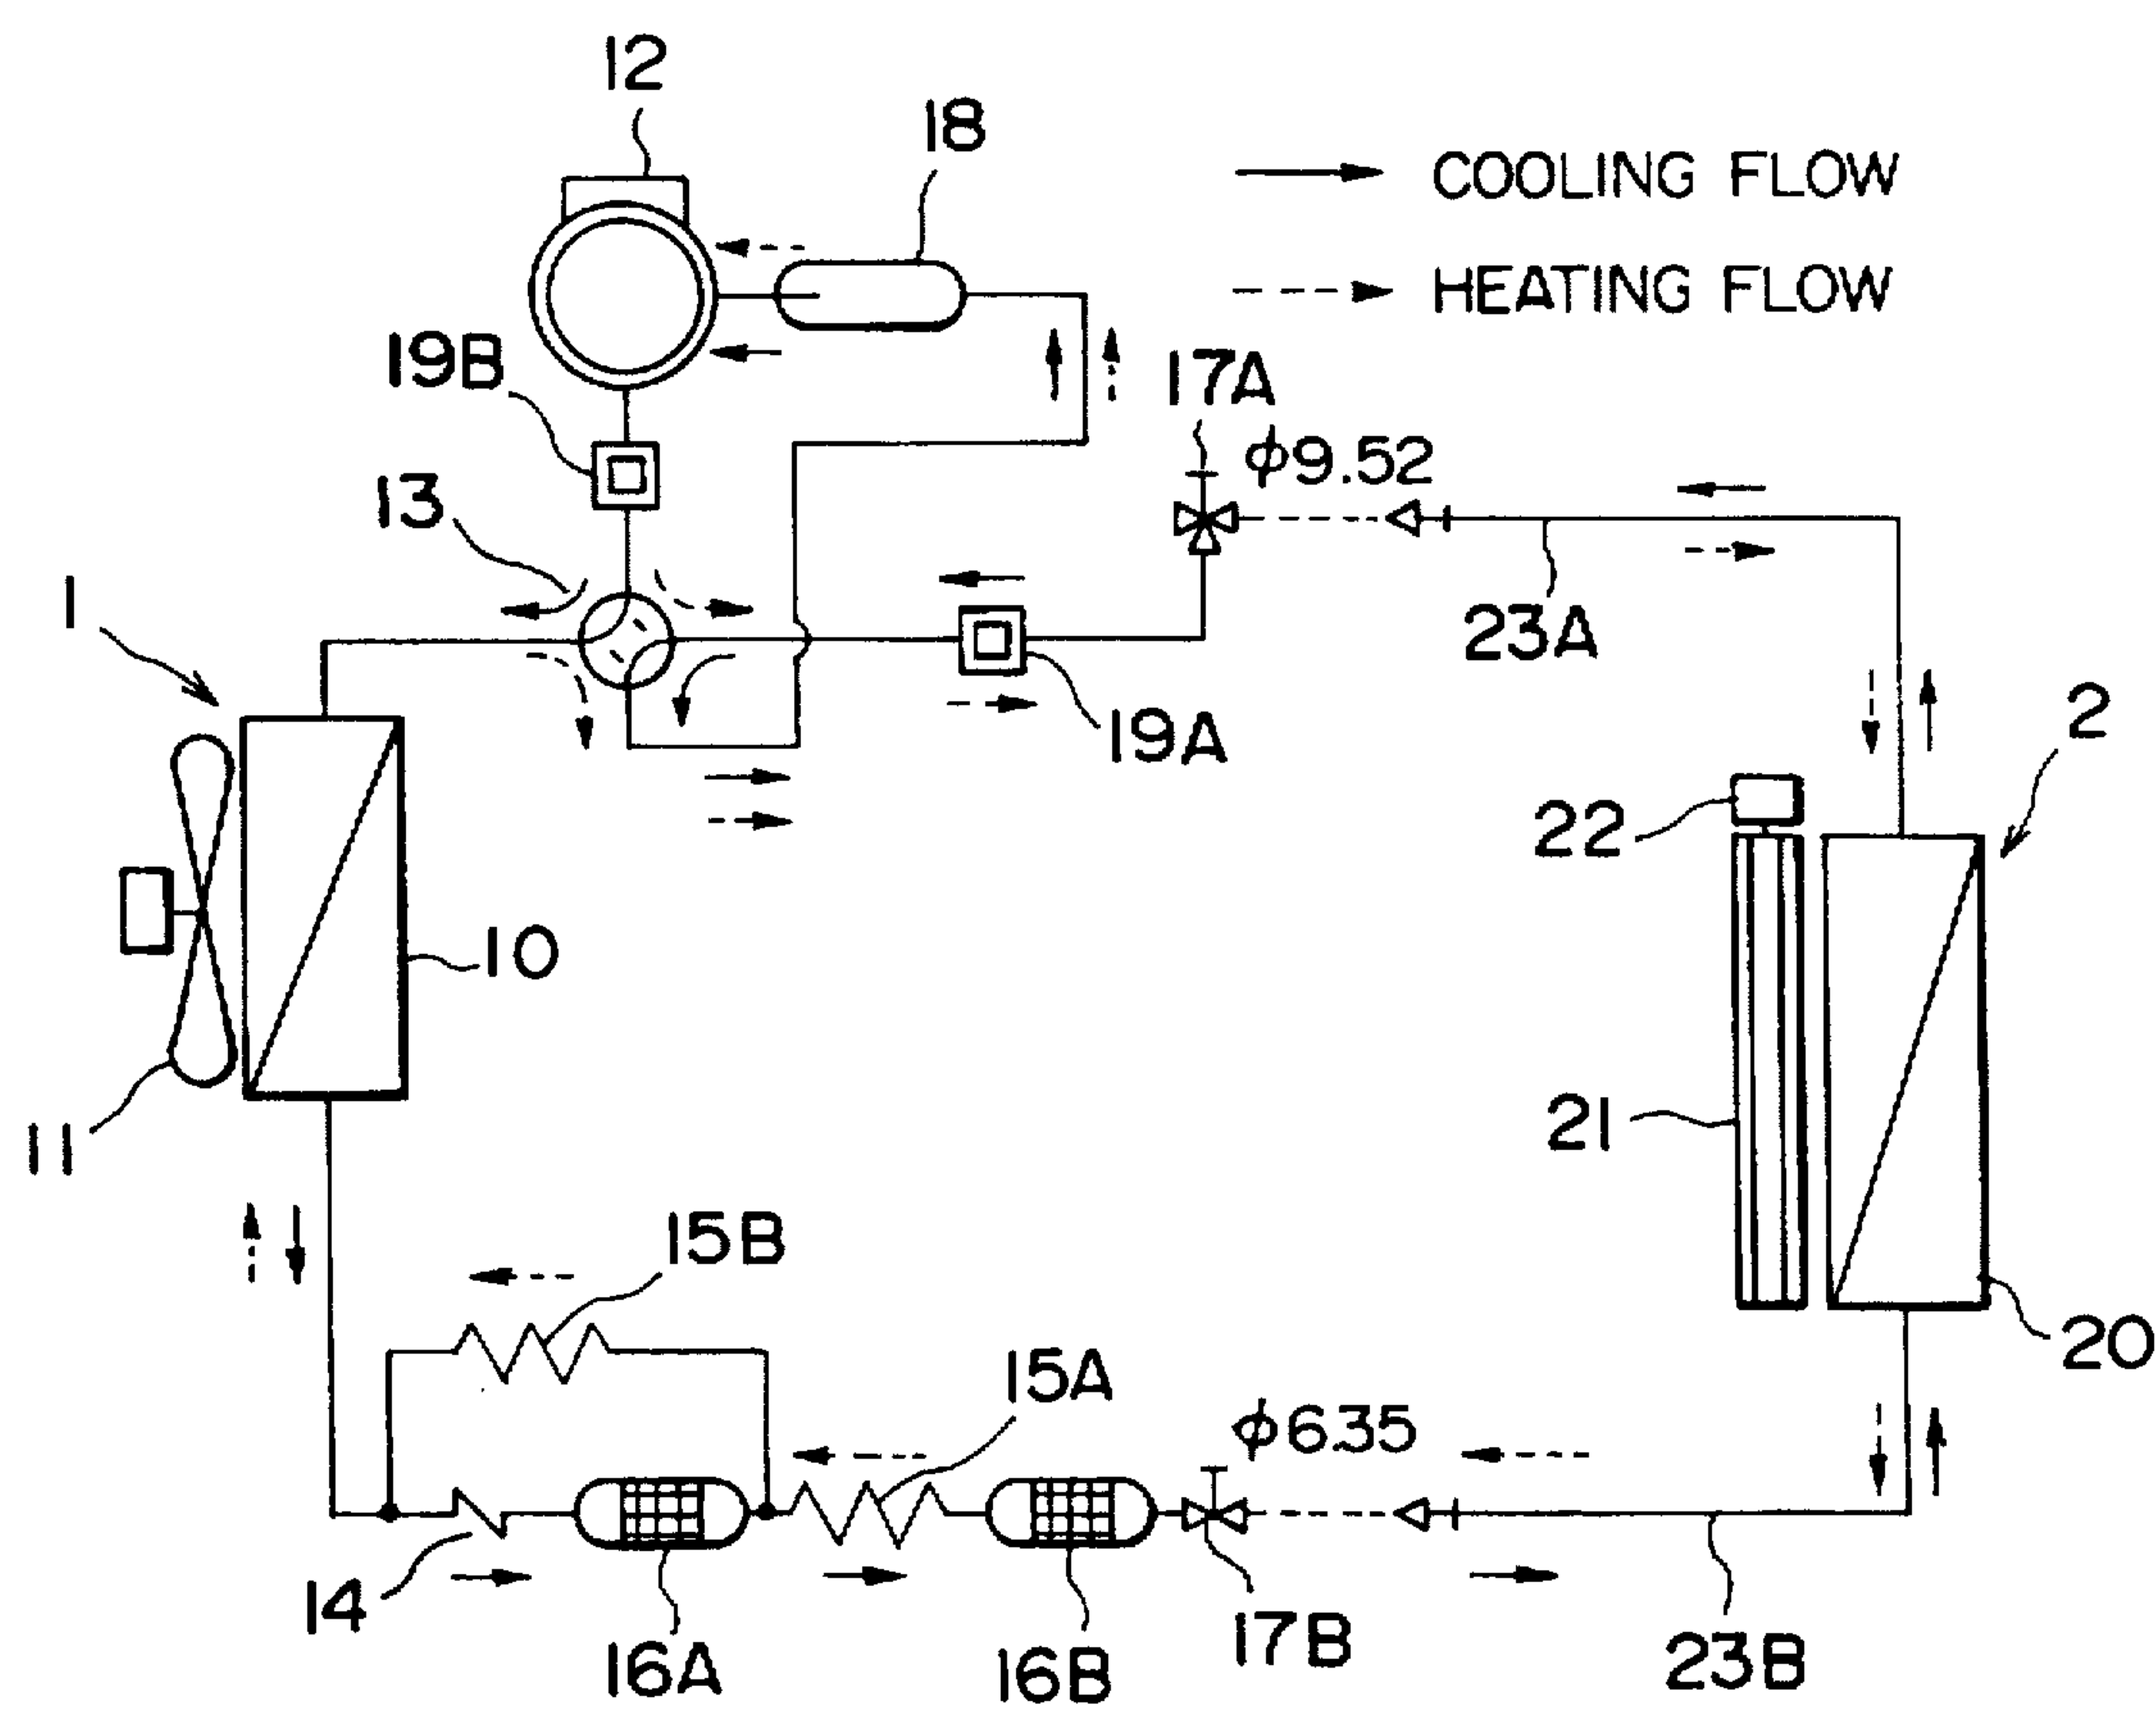 12
18
COOLING FLOW
HEATING FLOW
19B
17A
φ9.52
13
1
23A
19A
2
22
10
21
11
15B
20
15A
φ6.35
14
16A
16B
17B
23B